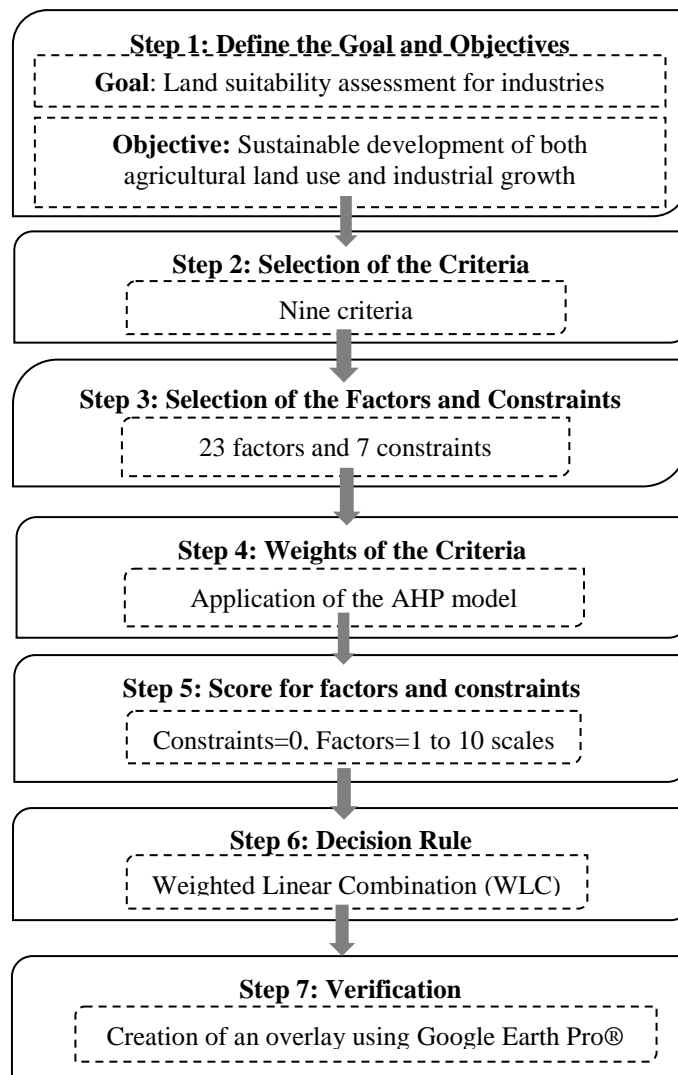 Step 1: Define the Goal and Objectives
Goal: Land suitability assessment for industries
Objective: Sustainable development of both
agricultural land use and industrial growth
Step 2: Selection of the Criteria
Nine criteria
Step 3: Selection of the Factors and Constraints
23 factors and 7 constraints
Step 4: Weights of the Criteria
Application of the AHP model
Step 5: Score for factors and constraints
Constraints=0, Factors=1 to 10 scales
Step 6: Decision Rule
Weighted Linear Combination (WLC)
Step 7: Verification
Creation of an overlay using Google Earth Pro®